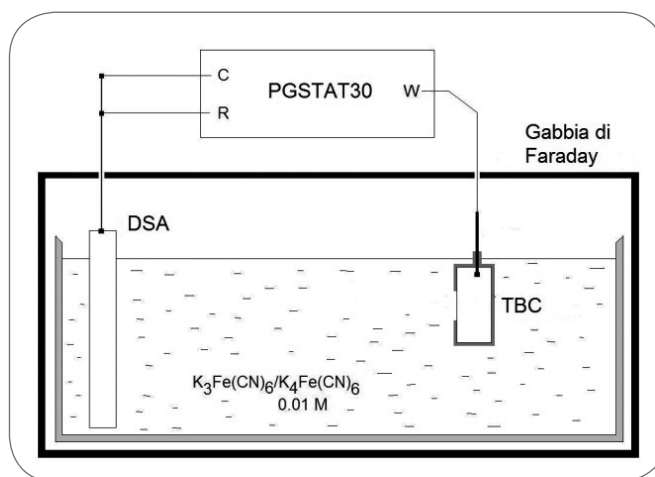 C
PGSTAT30
W
R
Gabbia di
Faraday
DSA
TBC
K3Fe(CN)6/K4Fe(CN)6
0.01 M